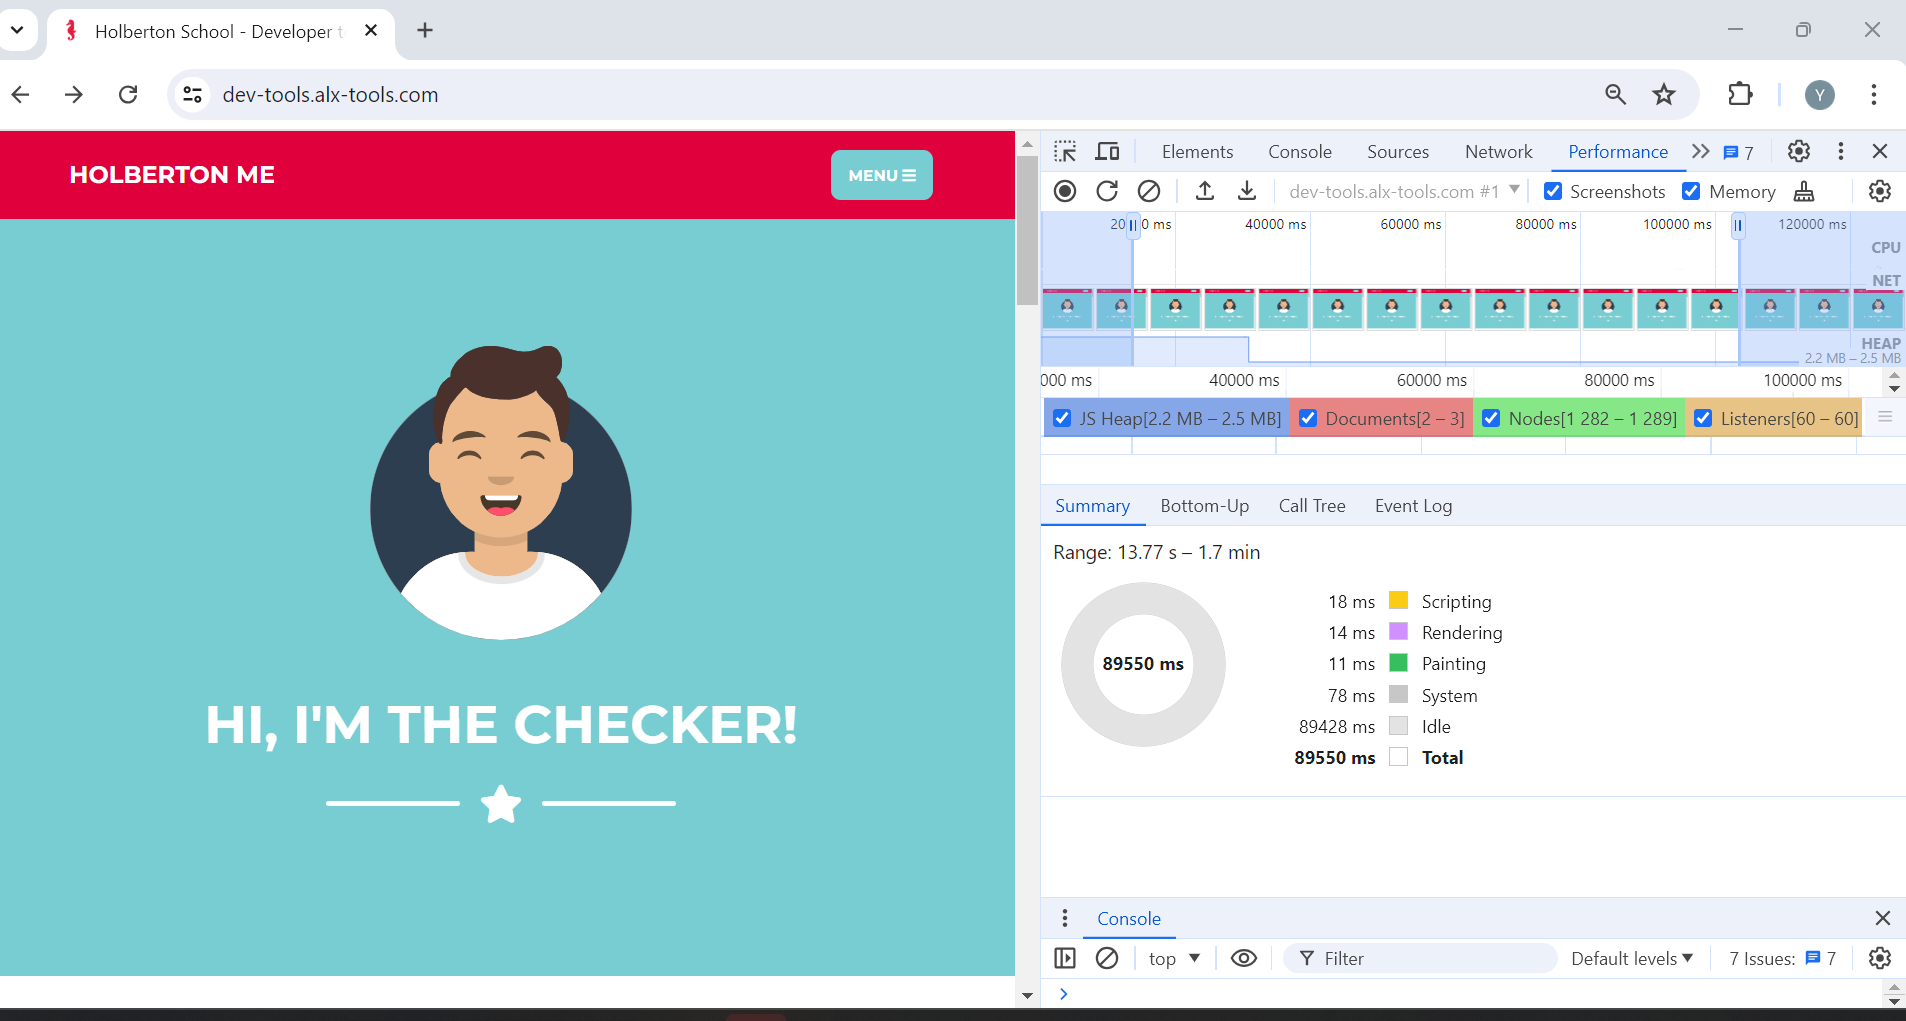 Holberton School - Developer t
dev-tools.alx-tools.com
Y
HOLBERTON ME
MENU
HI, I'M THE CHECKER!
Elements Console Sources Network Performance 7
dev-tools.alx-tools.com #1 Screenshots Memory
20 0 ms 40000 ms 60000 ms 80000 ms 100000 ms 120000 ms
CPU
NET
HEAP
2.2 MB – 2.5 MB
000 ms 40000 ms 60000 ms 80000 ms 100000 ms
JS Heap[2.2 MB – 2.5 MB] Documents[2 – 3] Nodes[1 282 – 1 289] Listeners[60 – 60]
Summary Bottom-Up Call Tree Event Log
Range: 13.77 s – 1.7 min
89550 ms
18 ms Scripting
14 ms Rendering
11 ms Painting
78 ms System
89428 ms Idle
89550 ms Total
Console
top Filter Default levels 7 Issues: 7